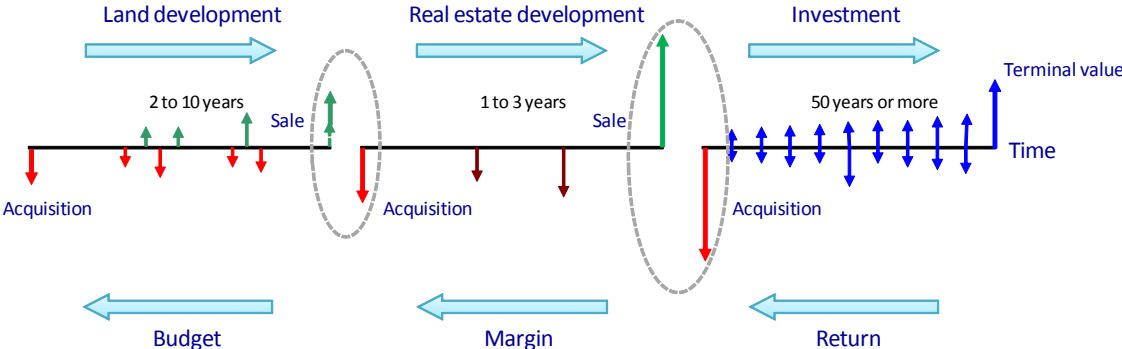 Land development
Real estate development
Investment
Terminal value
2 to 10 years
1 to 3 years
50 years or more
Sale
Sale
Time
Acquisition
Acquisition
Acquisition
Budget
Margin
Return